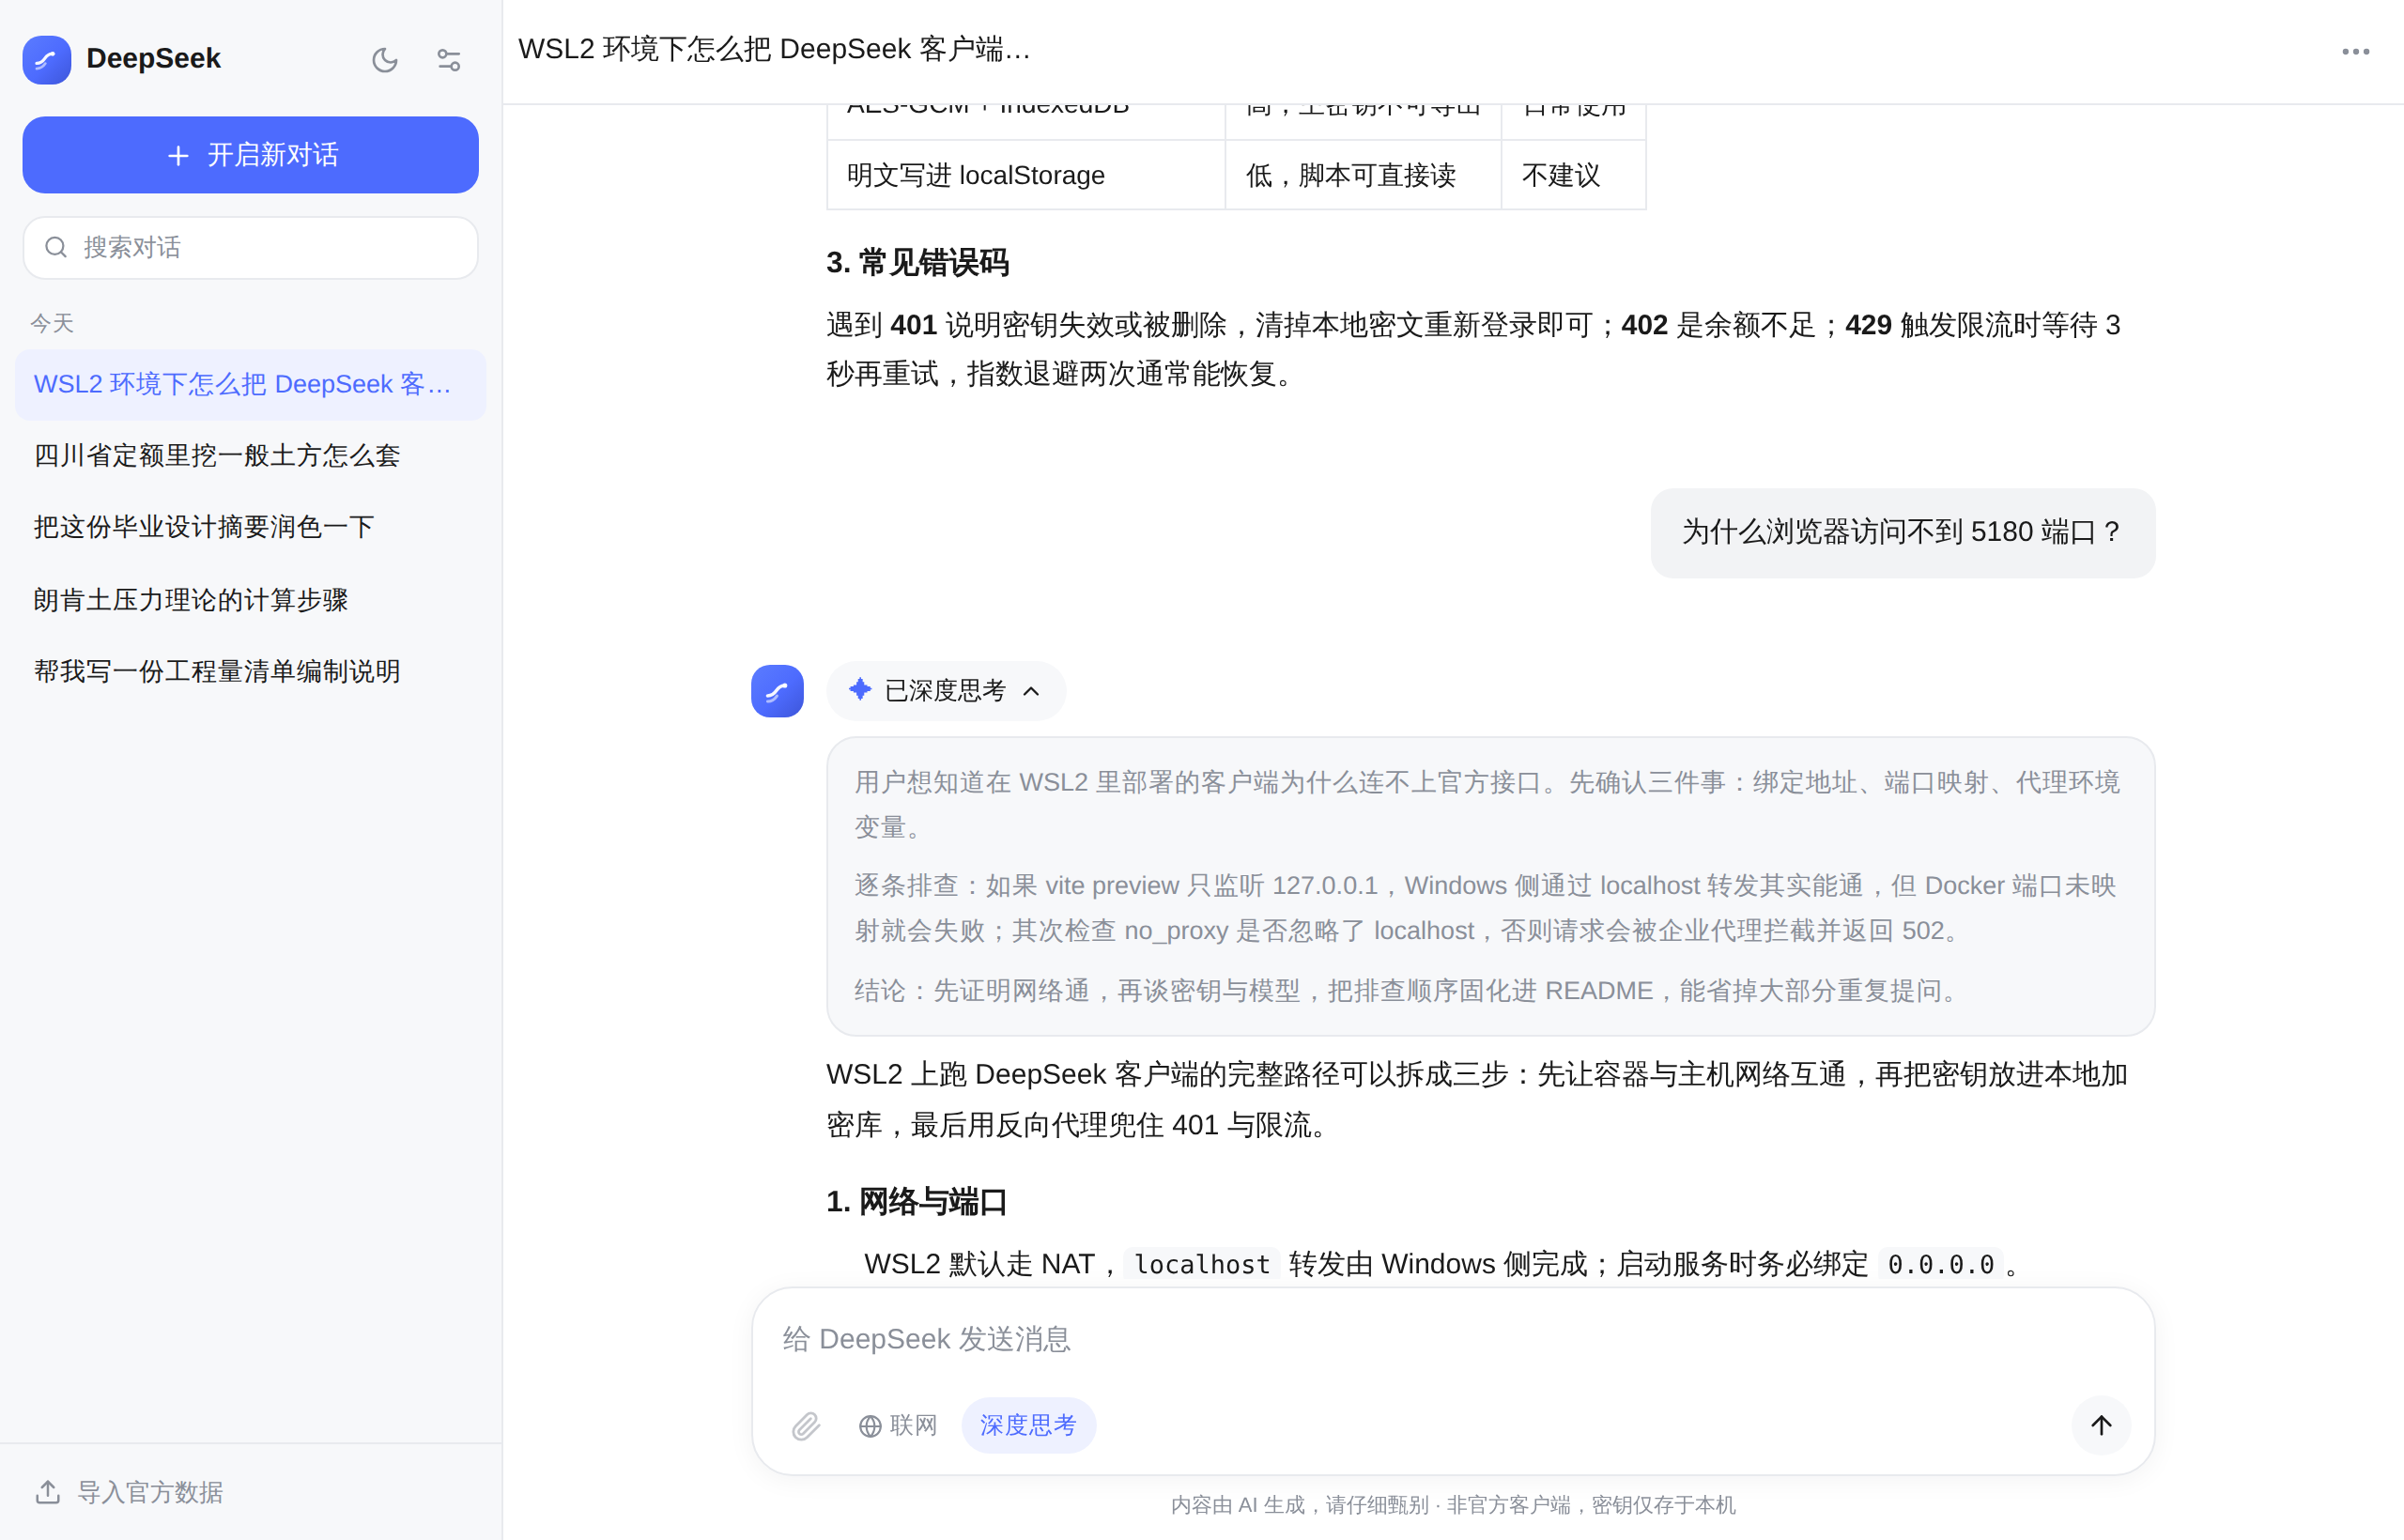 DeepSeek
开启新对话
搜索对话
今天
WSL2 环境下怎么把 DeepSeek 客…
四川省定额里挖一般土方怎么套
把这份毕业设计摘要润色一下
朗肯土压力理论的计算步骤
帮我写一份工程量清单编制说明
导入官方数据
WSL2 环境下怎么把 DeepSeek 客户端…
AES-GCM + IndexedDB 高，主密钥不可导出 日常使用
明文写进 localStorage 低，脚本可直接读 不建议
3. 常见错误码
遇到 401 说明密钥失效或被删除，清掉本地密文重新登录即可；402 是余额不足；429 触发限流时等待 3
秒再重试，指数退避两次通常能恢复。
为什么浏览器访问不到 5180 端口？
已深度思考
用户想知道在 WSL2 里部署的客户端为什么连不上官方接口。先确认三件事：绑定地址、端口映射、代理环境
变量。
逐条排查：如果 vite preview 只监听 127.0.0.1，Windows 侧通过 localhost 转发其实能通，但 Docker 端口未映
射就会失败；其次检查 no_proxy 是否忽略了 localhost，否则请求会被企业代理拦截并返回 502。
结论：先证明网络通，再谈密钥与模型，把排查顺序固化进 README，能省掉大部分重复提问。
WSL2 上跑 DeepSeek 客户端的完整路径可以拆成三步：先让容器与主机网络互通，再把密钥放进本地加
密库，最后用反向代理兜住 401 与限流。
1. 网络与端口
WSL2 默认走 NAT，localhost 转发由 Windows 侧完成；启动服务时务必绑定 0.0.0.0。
给 DeepSeek 发送消息
联网
深度思考
内容由 AI 生成，请仔细甄别 · 非官方客户端，密钥仅存于本机